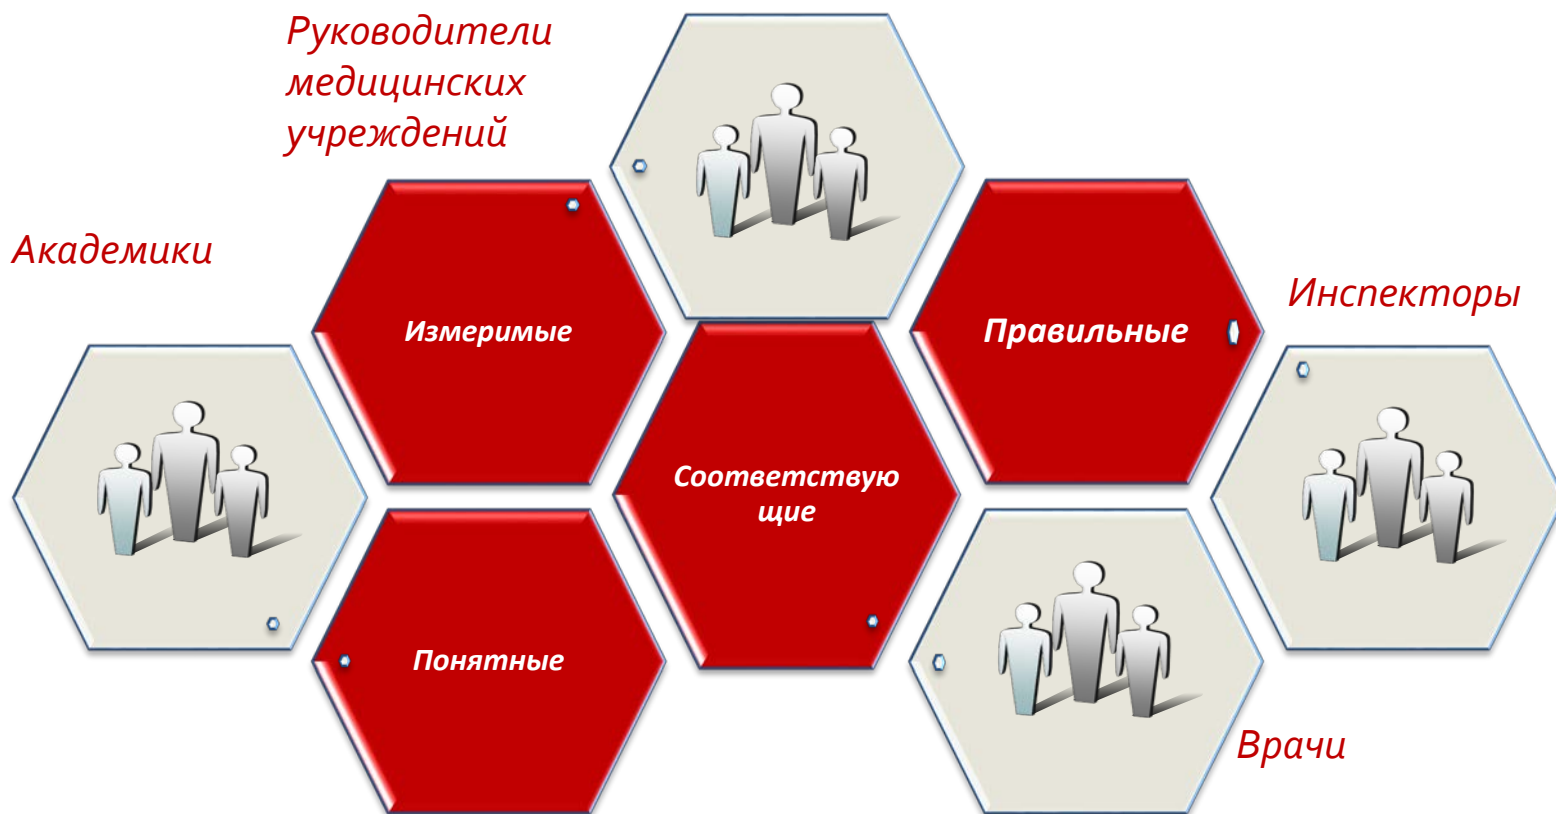 Руководители
медицинских
учреждений
Академики
Инспекторы
Измеримые
Правильные
Соответствую
щие
Понятные
Врачи